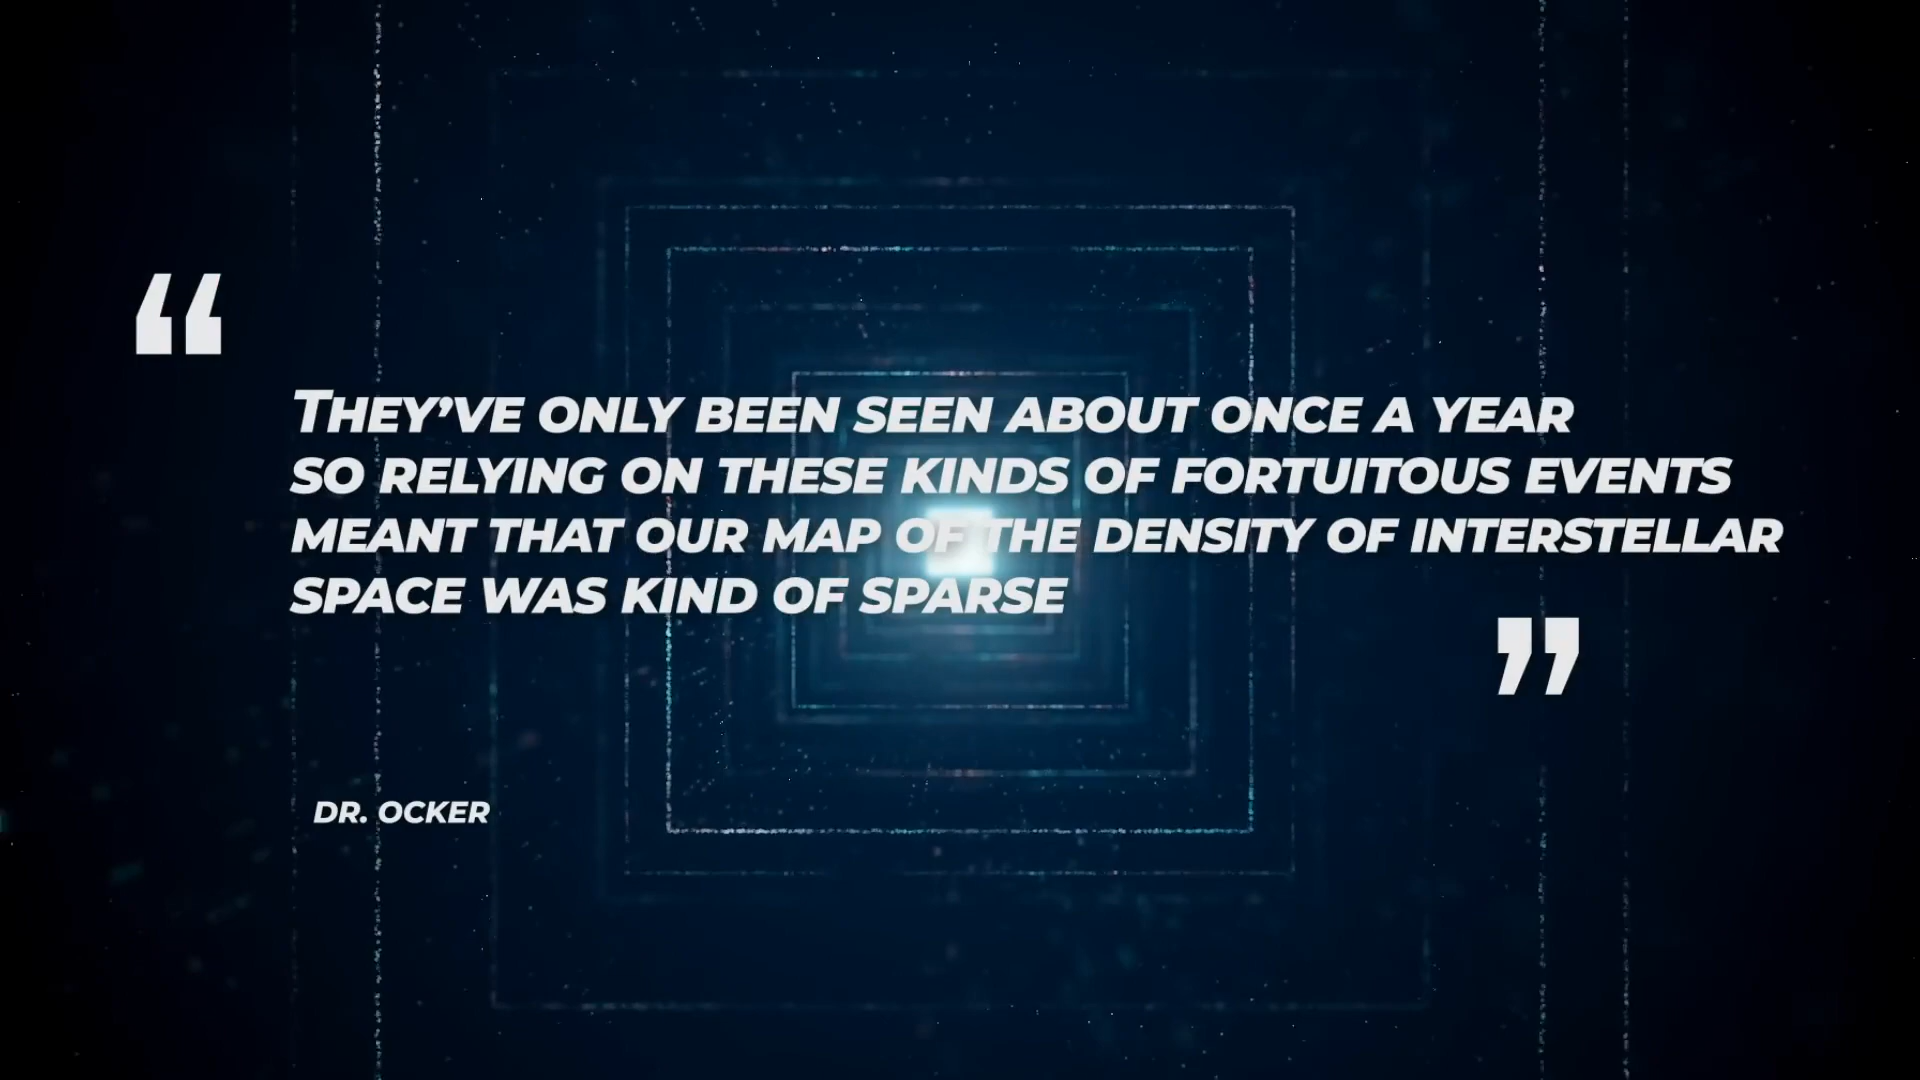 “
THEY’VE ONLY BEEN SEEN ABOUT ONCE A YEAR
SO RELYING ON THESE KINDS OF FORTUITOUS EVENTS
MEANT THAT OUR MAP OF THE DENSITY OF INTERSTELLAR
SPACE WAS KIND OF SPARSE
”
DR. OCKER